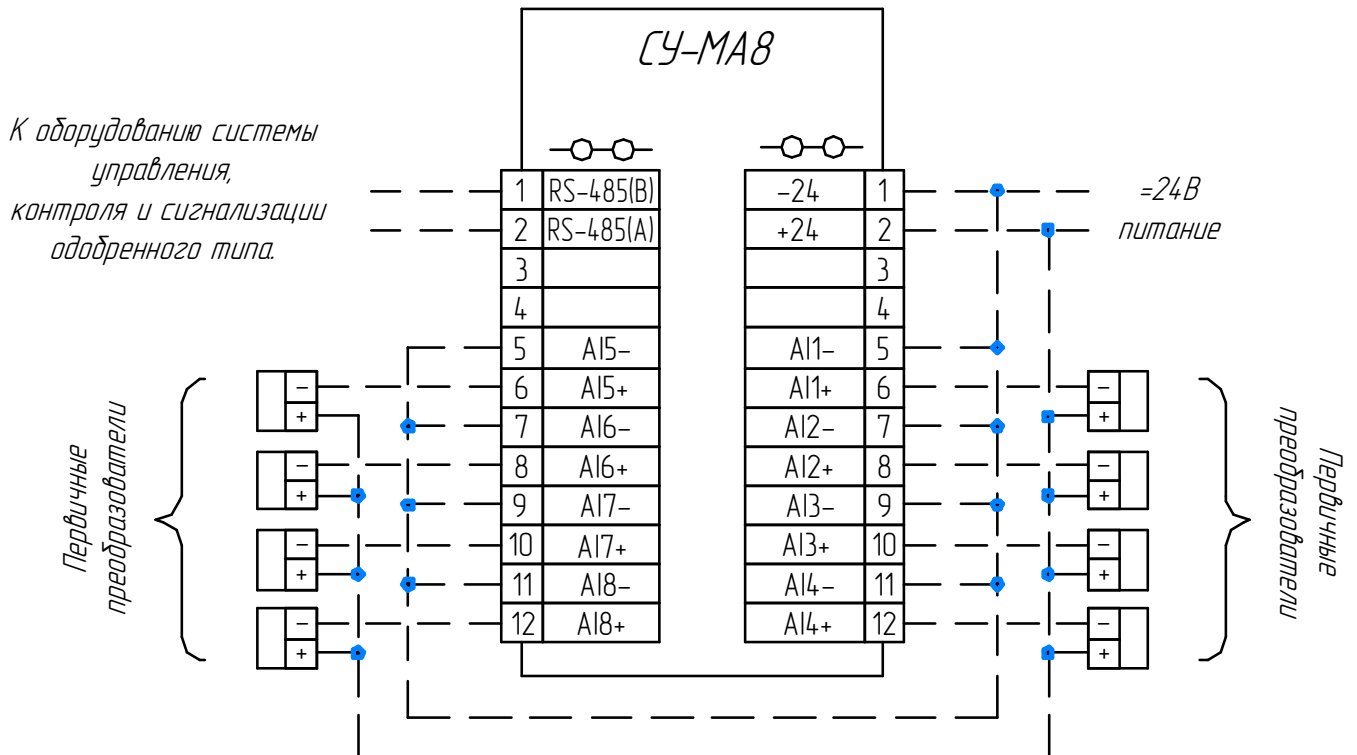 СУ-МА8
К оборудованию системы
управления,
контроля и сигнализации
одобренного типа.
1 RS-485(B)
2 RS-485(A)
3
4
5 AI5-
6 AI5+
7 AI6-
8 AI6+
9 AI7-
10 AI7+
11 AI8-
12 AI8+
-24 1
+24 2
3
4
AI1- 5
AI1+ 6
AI2- 7
AI2+ 8
AI3- 9
AI3+ 10
AI4- 11
AI4+ 12
=24В
питание
Первичные
преобразователи
−
+
−
+
−
+
−
+
−
+
−
+
−
+
−
+
Первичные
преобразователи